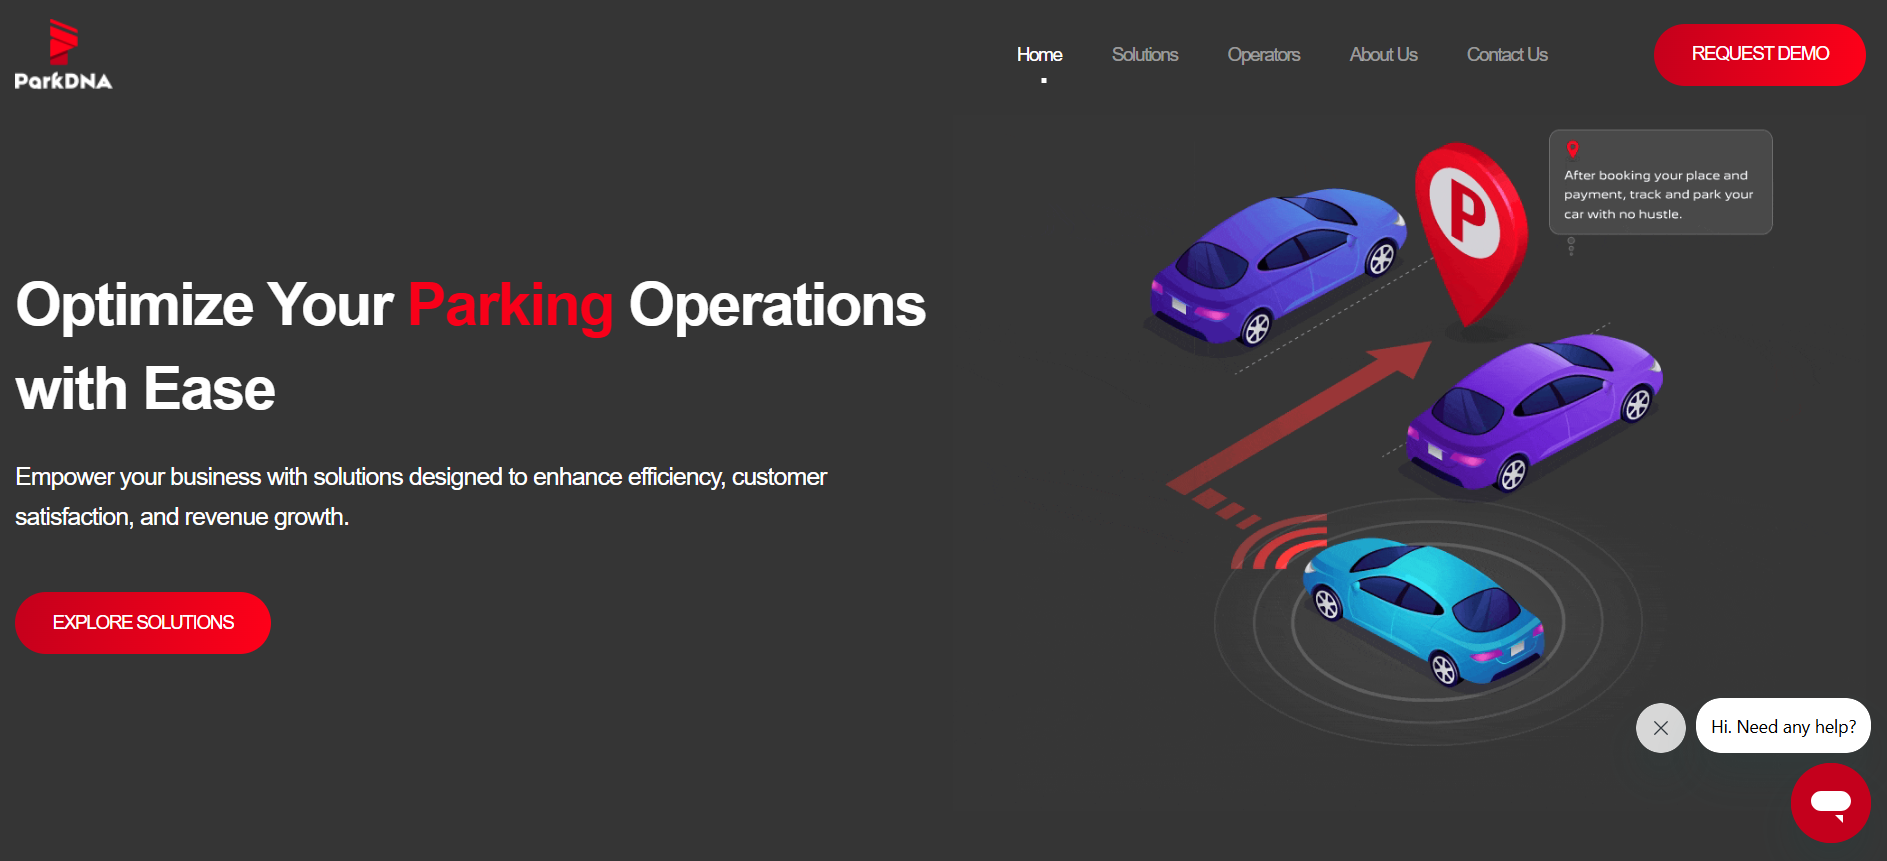 ParkDNA
Home
Solutions
Operators
About Us
Contact Us
REQUEST DEMO
After booking your place and
payment, track and park your
car with no hustle.
P
Optimize Your Parking Operations
with Ease
Empower your business with solutions designed to enhance efficiency, customer
satisfaction, and revenue growth.
EXPLORE SOLUTIONS
Hi. Need any help?